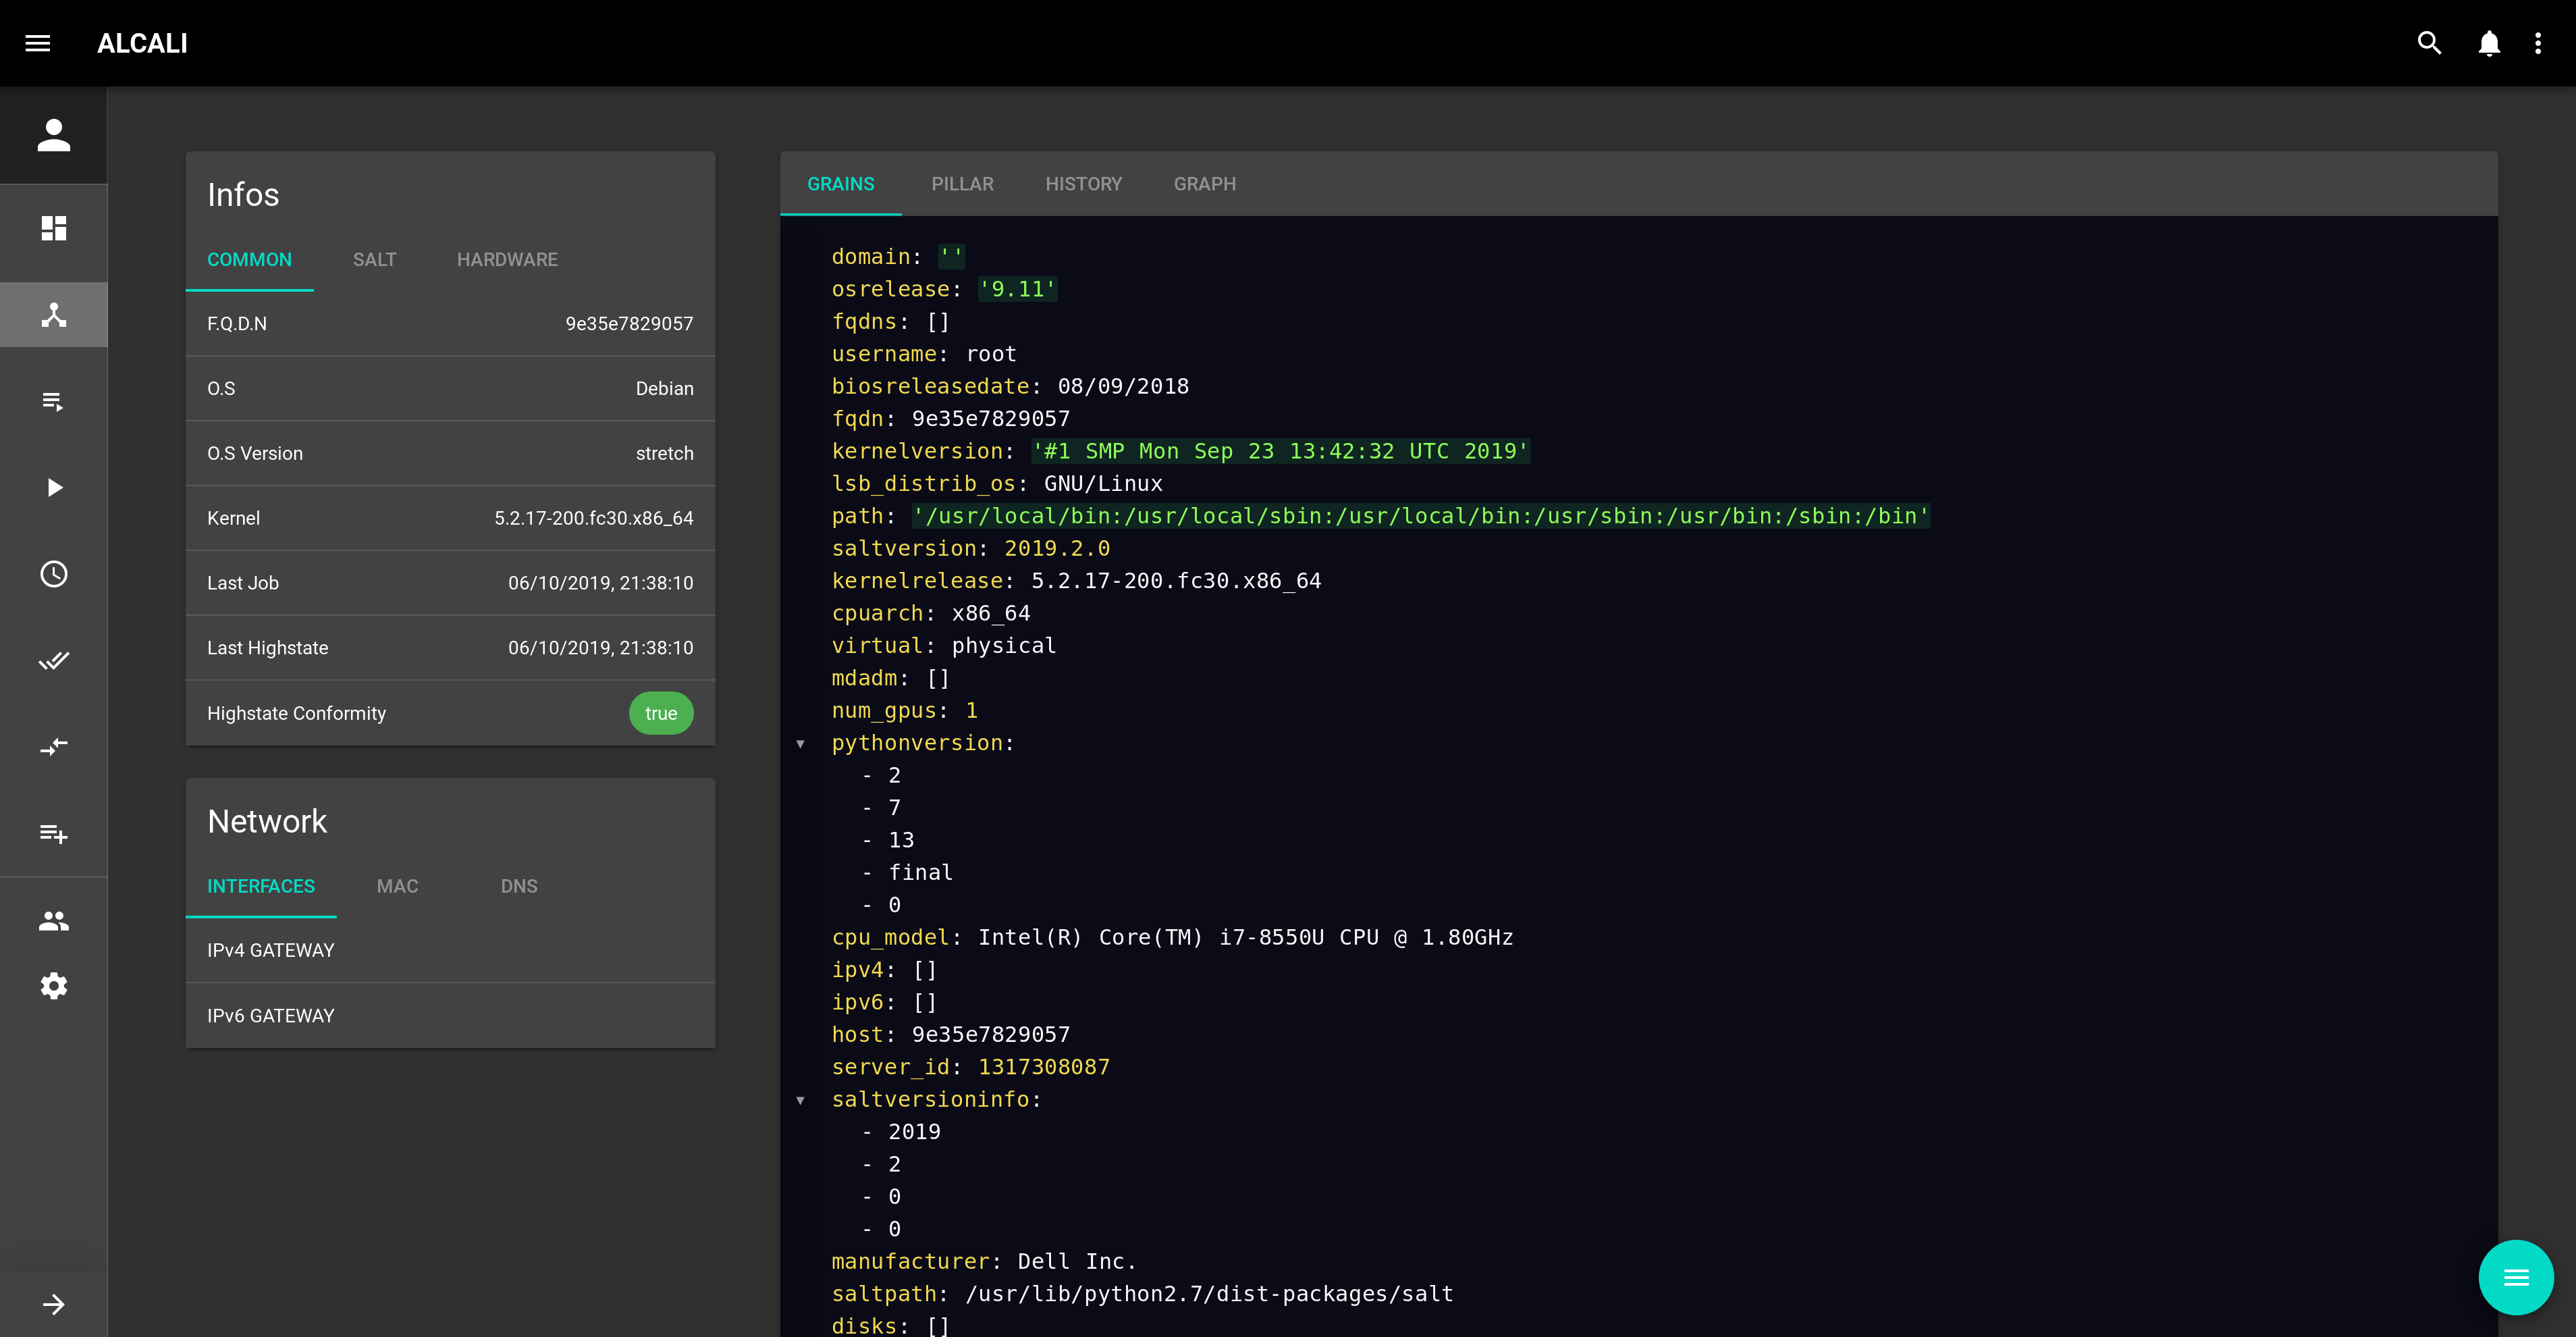 ALCALI
Infos
COMMON SALT HARDWARE
F.Q.D.N 9e35e7829057
O.S Debian
O.S Version stretch
Kernel 5.2.17-200.fc30.x86_64
Last Job 06/10/2019, 21:38:10
Last Highstate 06/10/2019, 21:38:10
Highstate Conformity true
Network
INTERFACES MAC DNS
IPv4 GATEWAY
IPv6 GATEWAY
GRAINS PILLAR HISTORY GRAPH
domain: ''
osrelease: '9.11'
fqdns: []
username: root
biosreleasedate: 08/09/2018
fqdn: 9e35e7829057
kernelversion: '#1 SMP Mon Sep 23 13:42:32 UTC 2019'
lsb_distrib_os: GNU/Linux
path: '/usr/local/bin:/usr/local/sbin:/usr/local/bin:/usr/sbin:/usr/bin:/sbin:/bin'
saltversion: 2019.2.0
kernelrelease: 5.2.17-200.fc30.x86_64
cpuarch: x86_64
virtual: physical
mdadm: []
num_gpus: 1
pythonversion:
- 2
- 7
- 13
- final
- 0
cpu_model: Intel(R) Core(TM) i7-8550U CPU @ 1.80GHz
ipv4: []
ipv6: []
host: 9e35e7829057
server_id: 1317308087
saltversioninfo:
- 2019
- 2
- 0
- 0
manufacturer: Dell Inc.
saltpath: /usr/lib/python2.7/dist-packages/salt
disks: []